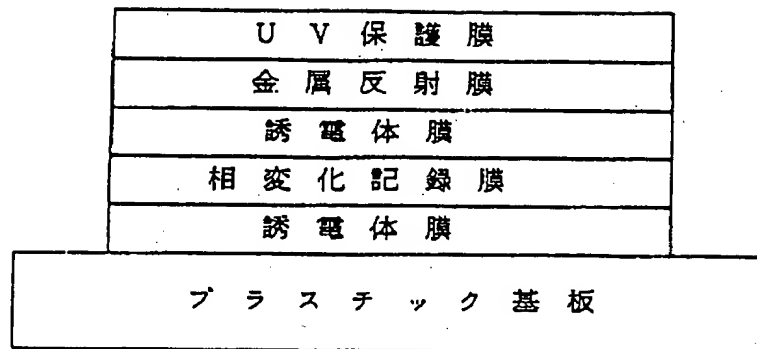 UV保護膜
金属反射膜
誘電体膜
相変化記録膜
誘電体膜
プラスチック基板